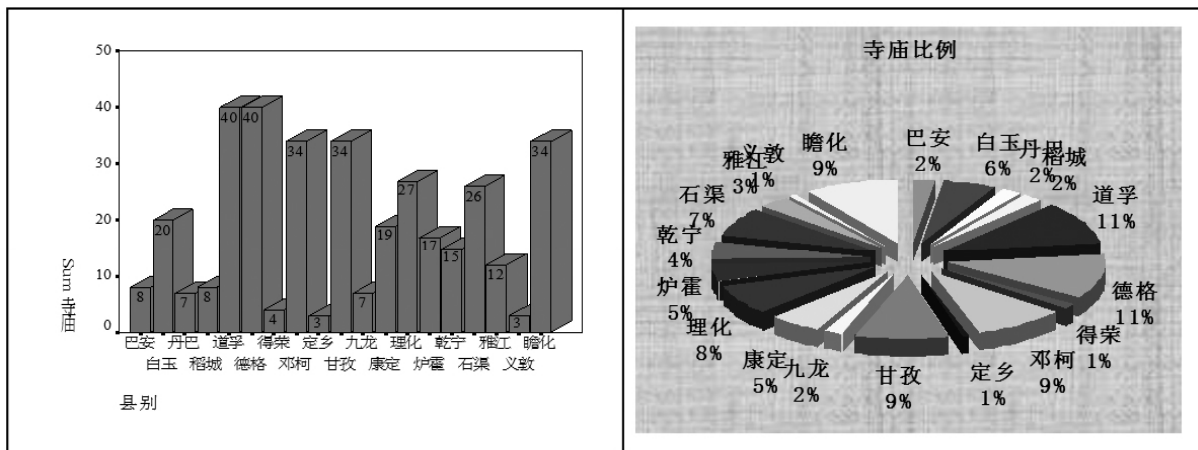 50
40
30
20
10
0
Sum 寺庙
8
20
7
8
40
40
4
34
3
34
7
19
27
17
15
26
12
3
34
巴安 丹巴 道孚 得荣 定乡 九龙 理化 乾宁 雅江 瞻化
白玉 稻城 德格 邓柯 甘孜 康定 炉霍 石渠 义敦
县别
寺庙比例
巴安
2%
白玉
6%
丹巴
2%
稻城
2%
道孚
11%
德格
11%
得荣
1%
邓柯
9%
定乡
1%
甘孜
9%
九龙
2%
康定
5%
理化
8%
炉霍
5%
乾宁
4%
石渠
7%
雅江
3%
义敦
1%
瞻化
9%